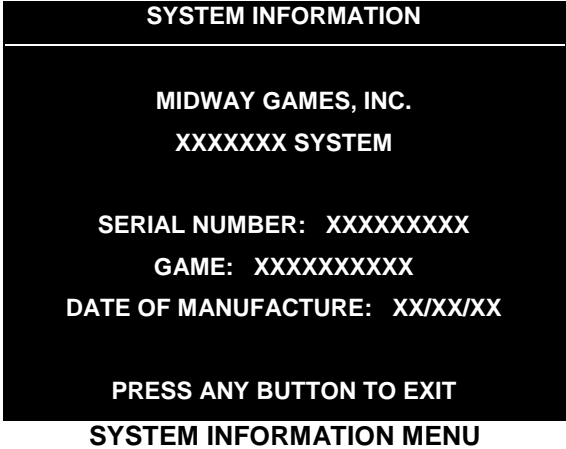 SYSTEM INFORMATION
MIDWAY GAMES, INC.
XXXXXXX SYSTEM
SERIAL NUMBER: XXXXXXXXX
GAME: XXXXXXXXXX
DATE OF MANUFACTURE: XX/XX/XX
PRESS ANY BUTTON TO EXIT
SYSTEM INFORMATION MENU